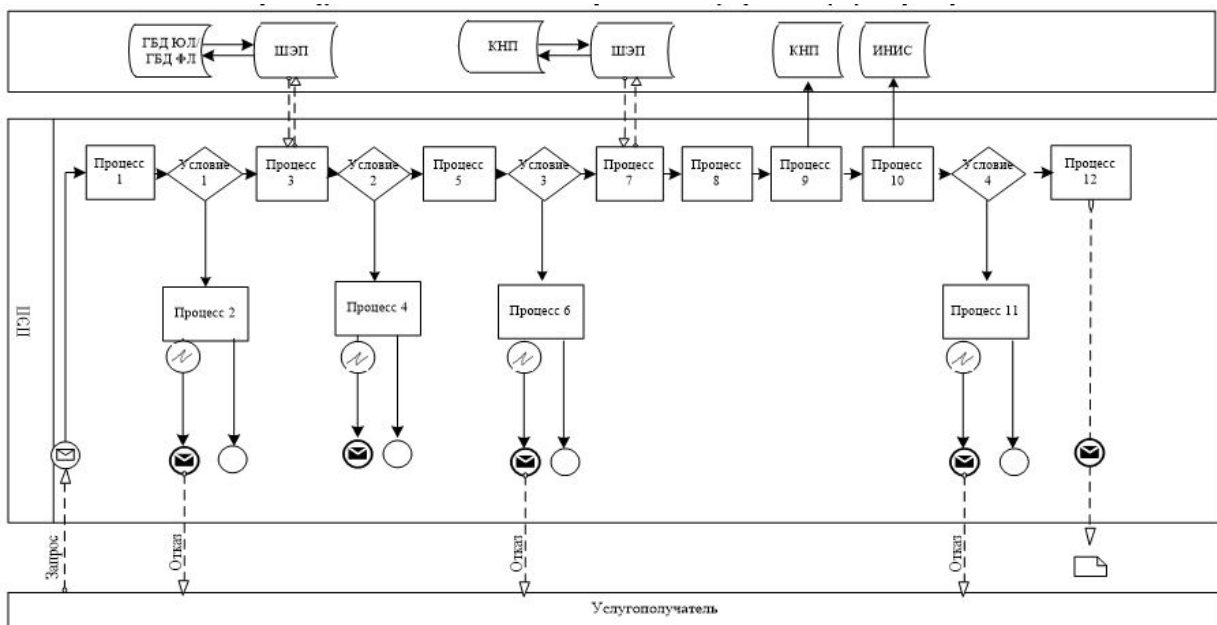 ГБД ЮЛ/
ГБД ФЛ
ШЭП
КНП
ШЭП
КНП
ИНИС
Процесс
1
Условие
1
Процесс
3
Условие
2
Процесс
5
Условие
3
Процесс
7
Процесс
8
Процесс
9
Процесс
10
Условие
4
Процесс
12
Процесс 2
Процесс 4
Процесс 6
Процесс 11
ПСП
Запрос
Отказ
Отказ
Отказ
Услугополучатель